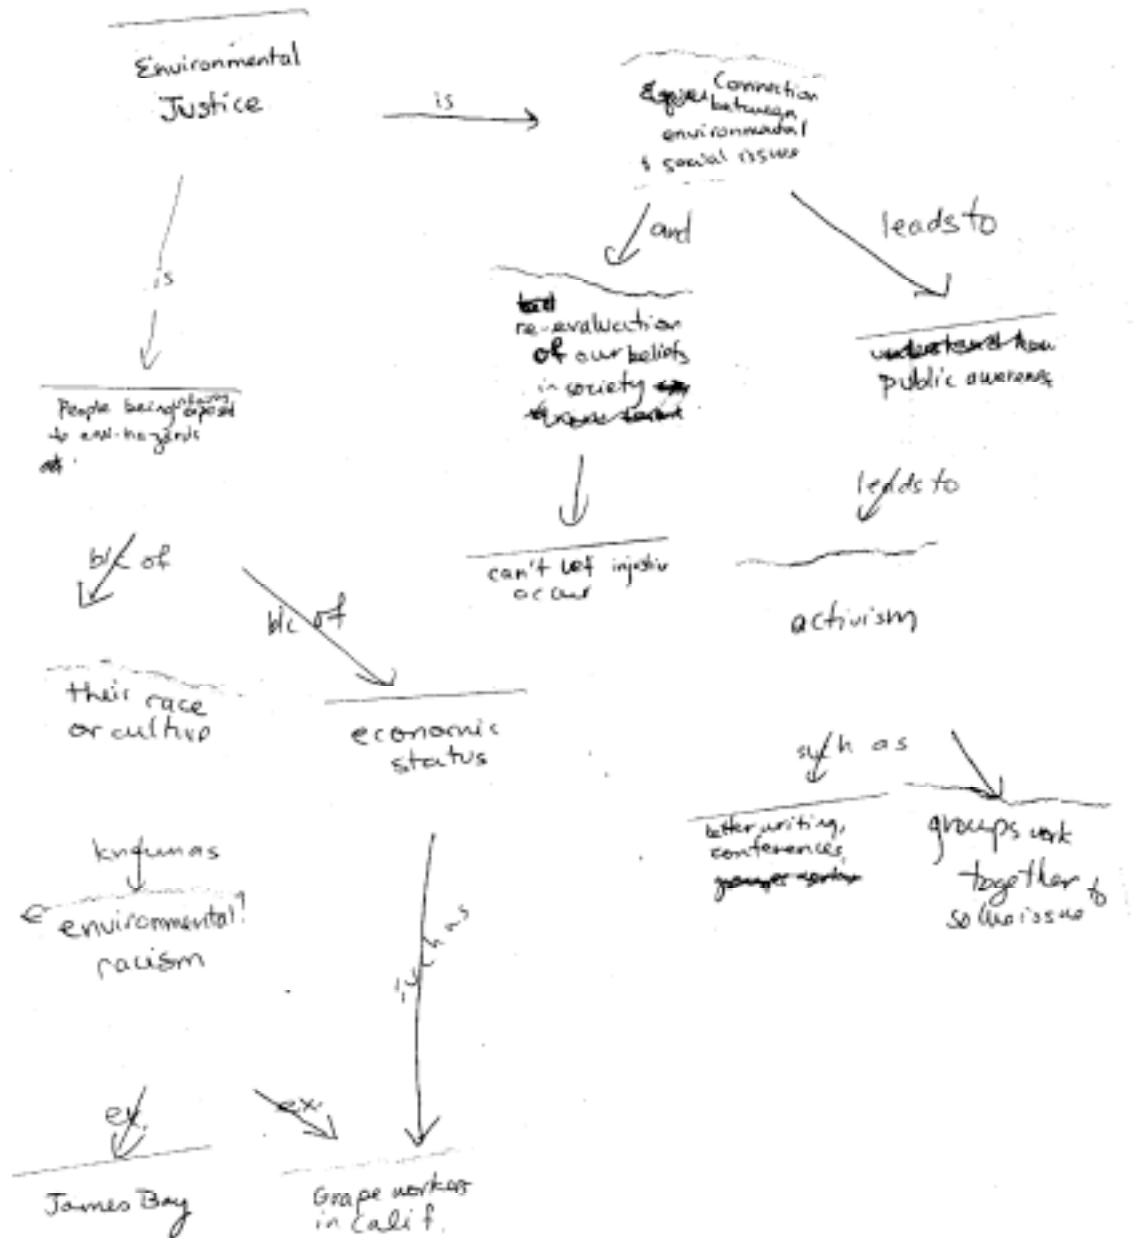 Environmental
Justice
is
Connection
between
environmental
& social issues
and
leads to
is
re-evaluation
of our beliefs
in society
public awareness
People being exposed
to env. hazards
leads to
b/c of
b/c of
can't let injustice
occur
activism
their race
or culture
economic
status
such as
letter writing,
conferences,
groups work
together to
solve issue
known as
environmental
racism
such as
ex.
ex.
James Bay
Grape workers
in Calif.